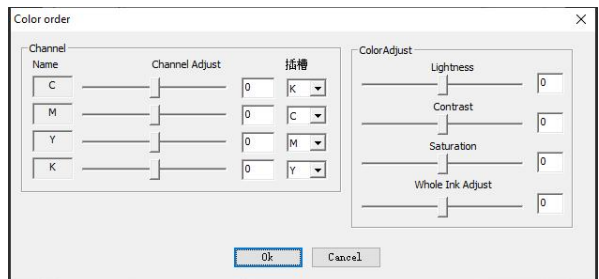 Color order
Channel
Name Channel Adjust 插槽
C 0 K
M 0 C
Y 0 M
K 0 Y
ColorAdjust
Lightness
0
Contrast
0
Saturation
0
Whole Ink Adjust
0
Ok Cancel